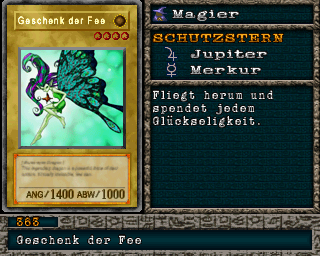 Geschenk der Fee
ANG/1400 ABW/1000
Magier
SCHUTZSTERN
Jupiter
Merkur
Fliegt herum und
spendet jedem
Glückseligkeit.
363
Geschenk der Fee